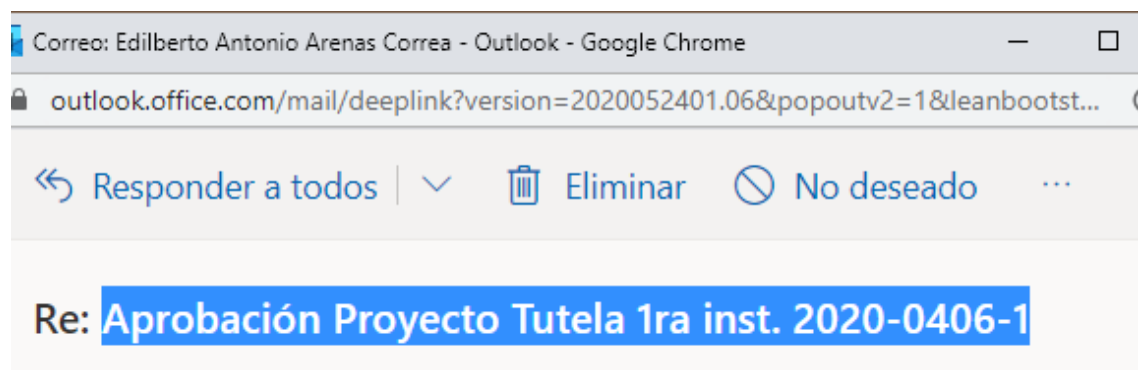 Correo: Edilberto Antonio Arenas Correa - Outlook - Google Chrome
outlook.office.com/mail/deeplink?version=2020052401.06&popoutv2=1&leanbootst...
Responder a todos Eliminar No deseado ...
Re: Aprobación Proyecto Tutela 1ra inst. 2020-0406-1